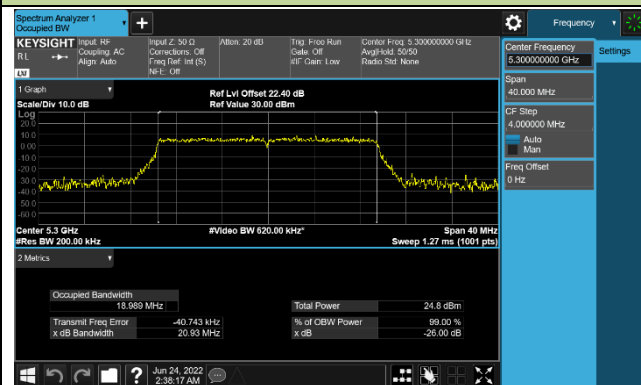 Spectrum Analyzer 1
Occupied BW
Frequency
KEYSIGHT
RL
LXI
Input: RF
Coupling: AC
Align: Auto
Input Z: 50 Ω
Corrections: Off
Freq Ref: Int (S)
NFE: Off
Atten: 20 dB
Trig: Free Run
Gate: Off
#IF Gain: Low
Center Freq: 5.300000000 GHz
Avg|Hold: 50/50
Radio Std: None
Center Frequency
5.300000000 GHz
Settings
Span
40.000 MHz
CF Step
4.000000 MHz
Auto
Man
Freq Offset
0 Hz
1 Graph
Scale/Div 10.0 dB
Ref Lvl Offset 22.40 dB
Ref Value 30.00 dBm
Log
20.0
10.0
0.00
-10.0
-20.0
-30.0
-40.0
-50.0
-60.0
Center 5.3 GHz
#Res BW 200.00 kHz
#Video BW 620.00 kHz*
Span 40 MHz
Sweep 1.27 ms (1001 pts)
2 Metrics
Occupied Bandwidth
18.989 MHz
Total Power 24.8 dBm
Transmit Freq Error -40.743 kHz
% of OBW Power 99.00 %
x dB Bandwidth 20.93 MHz
x dB -26.00 dB
?
Jun 24, 2022
2:38:17 AM